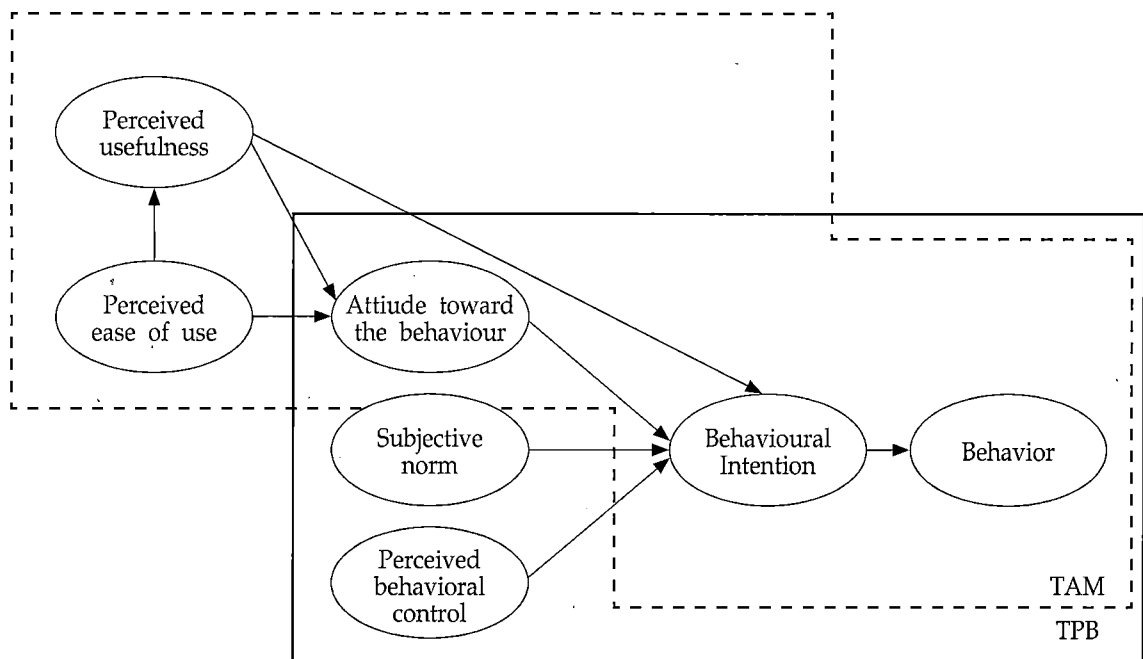 Perceived
usefulness
Perceived
ease of use
Attiude toward
the behaviour
Subjective
norm
Behavioural
Intention
Behavior
Perceived
behavioral
control
TAM
TPB